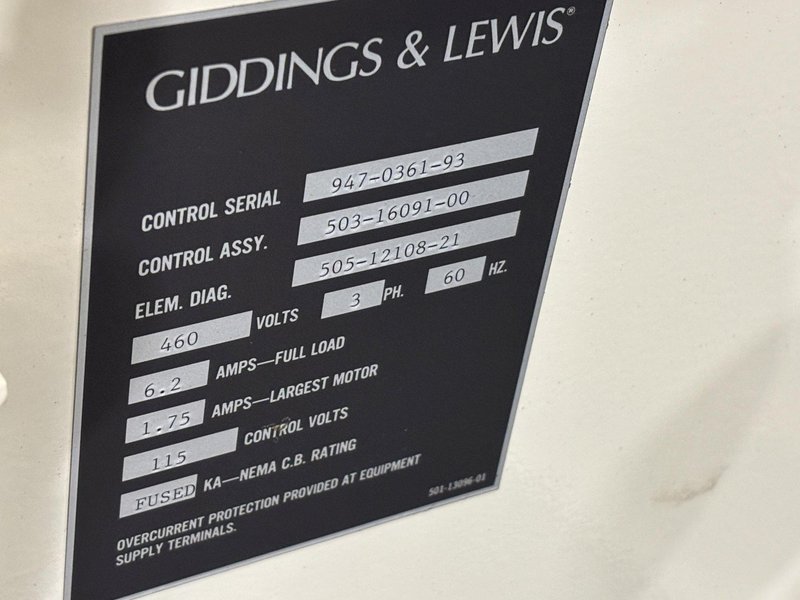 GIDDINGS & LEWIS®
CONTROL SERIAL 947-0361-93
CONTROL ASSY. 503-16091-00
ELEM. DIAG. 505-12108-21
460 VOLTS 3 PH. 60 HZ.
6.2 AMPS—FULL LOAD
1.75 AMPS—LARGEST MOTOR
115 CONTROL VOLTS
FUSED KA—NEMA C.B. RATING
OVERCURRENT PROTECTION PROVIDED AT EQUIPMENT
SUPPLY TERMINALS.
501-13096-01